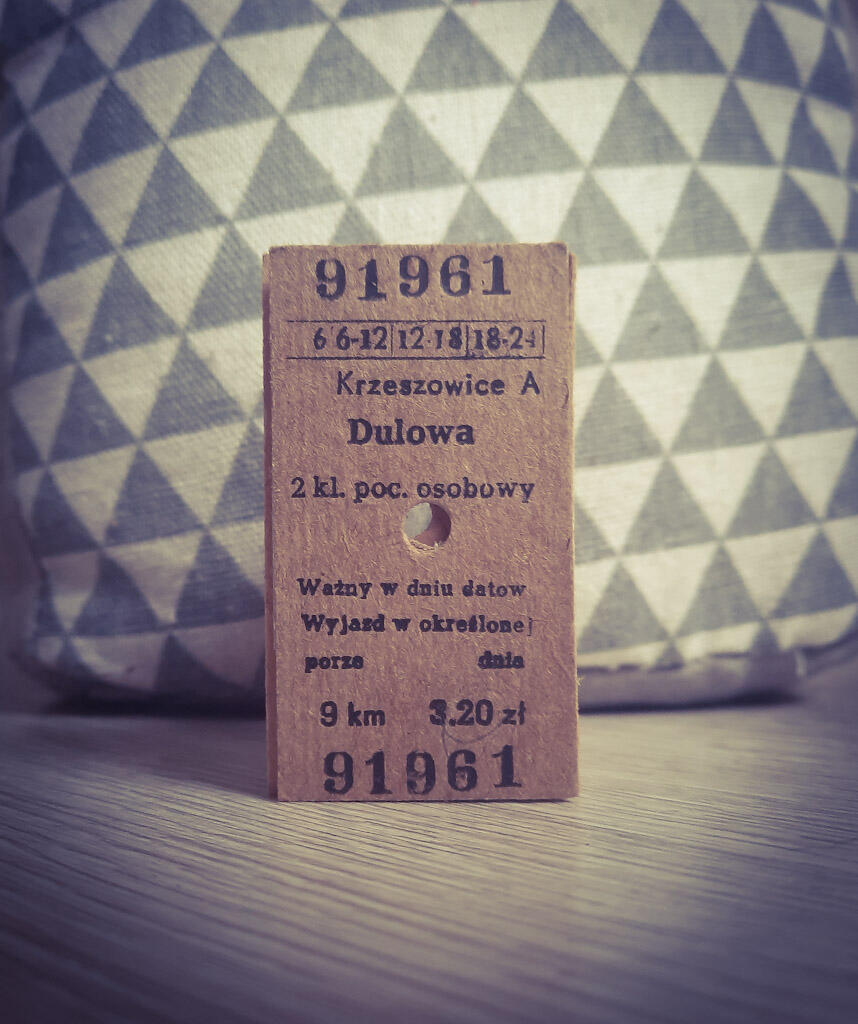 91961
6 6-12 12-18 18-24
Krzeszowice A
Dulowa
2 kl. poc. osobowy
Ważny w dniu datow
Wyjazd w określonej
porze dnia
9 km 3.20 zł
91961